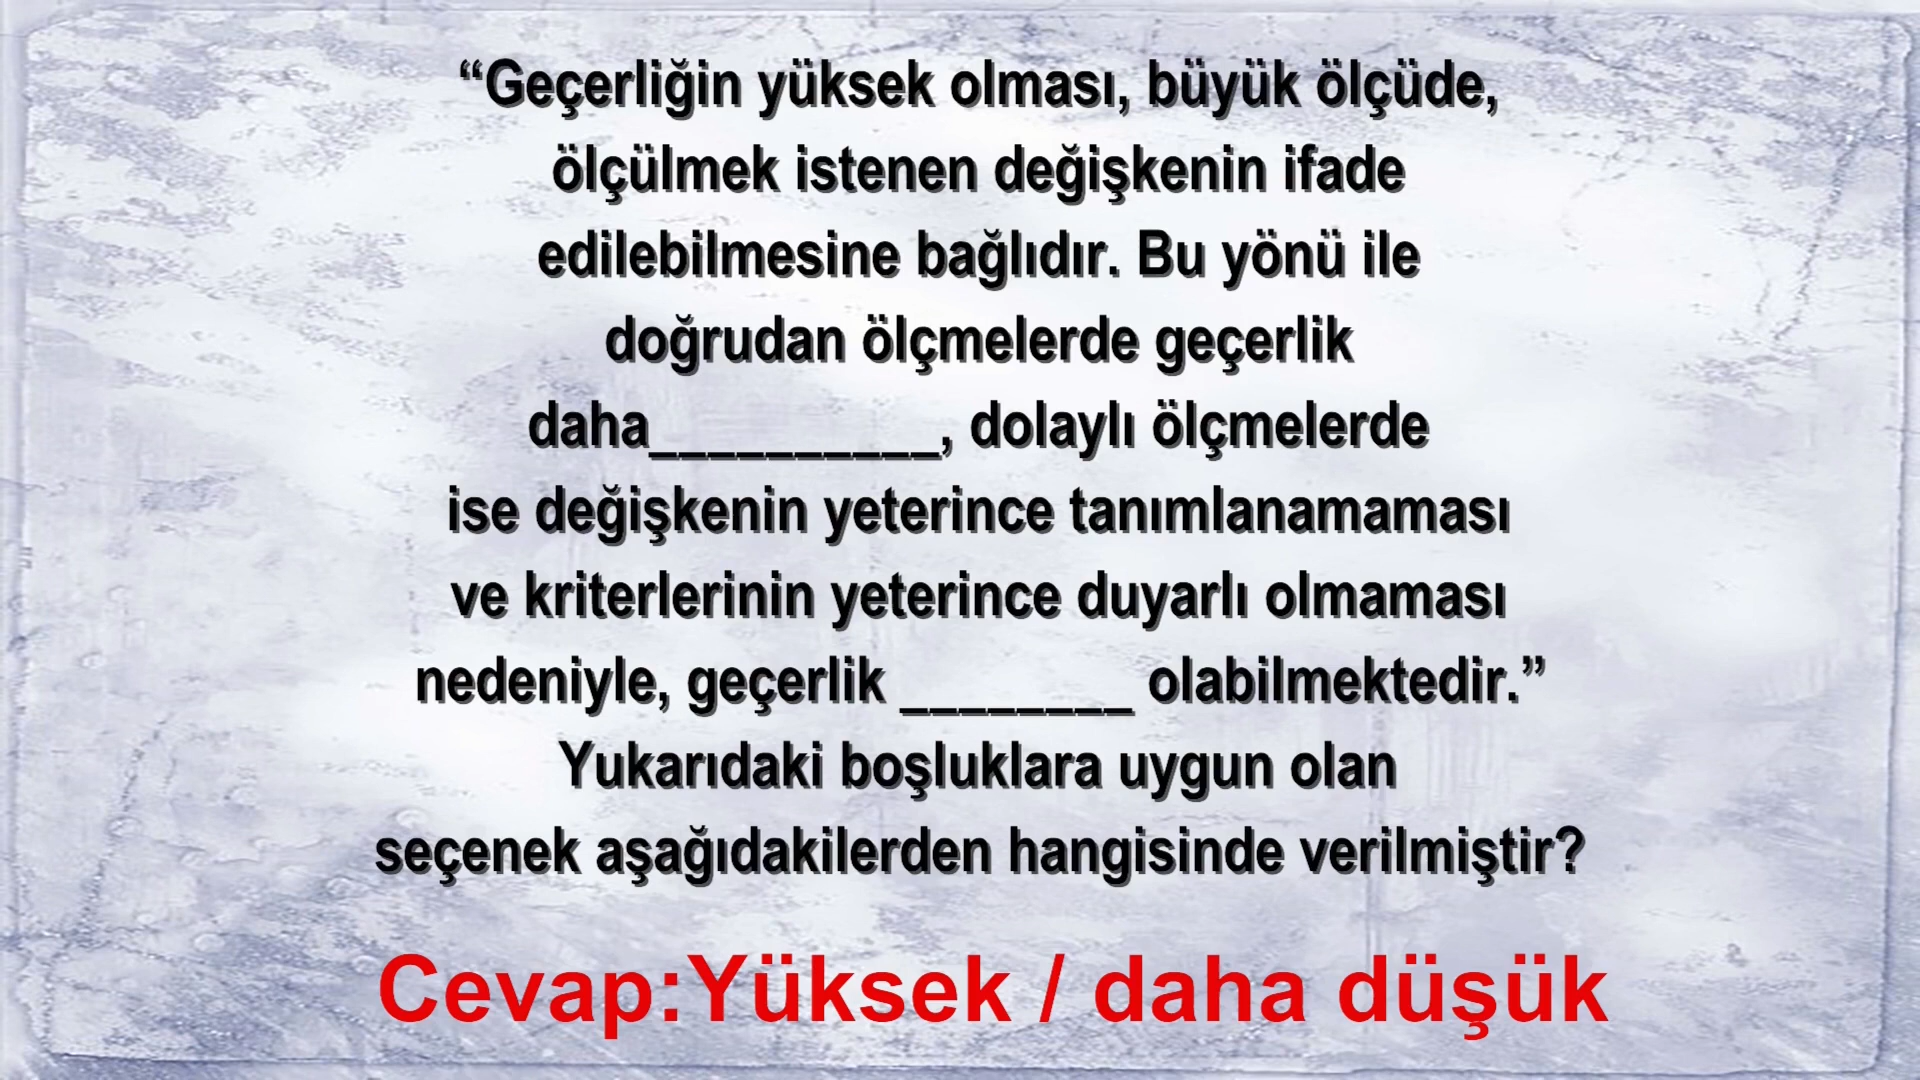 “Geçerliğin yüksek olması, büyük ölçüde,
ölçülmek istenen değişkenin ifade
edilebilmesine bağlıdır. Bu yönü ile
doğrudan ölçmelerde geçerlik
daha__________, dolaylı ölçmelerde
ise değişkenin yeterince tanımlanamaması
ve kriterlerinin yeterince duyarlı olmaması
nedeniyle, geçerlik ________ olabilmektedir.”
Yukarıdaki boşluklara uygun olan
seçenek aşağıdakilerden hangisinde verilmiştir?
Cevap:Yüksek / daha düşük